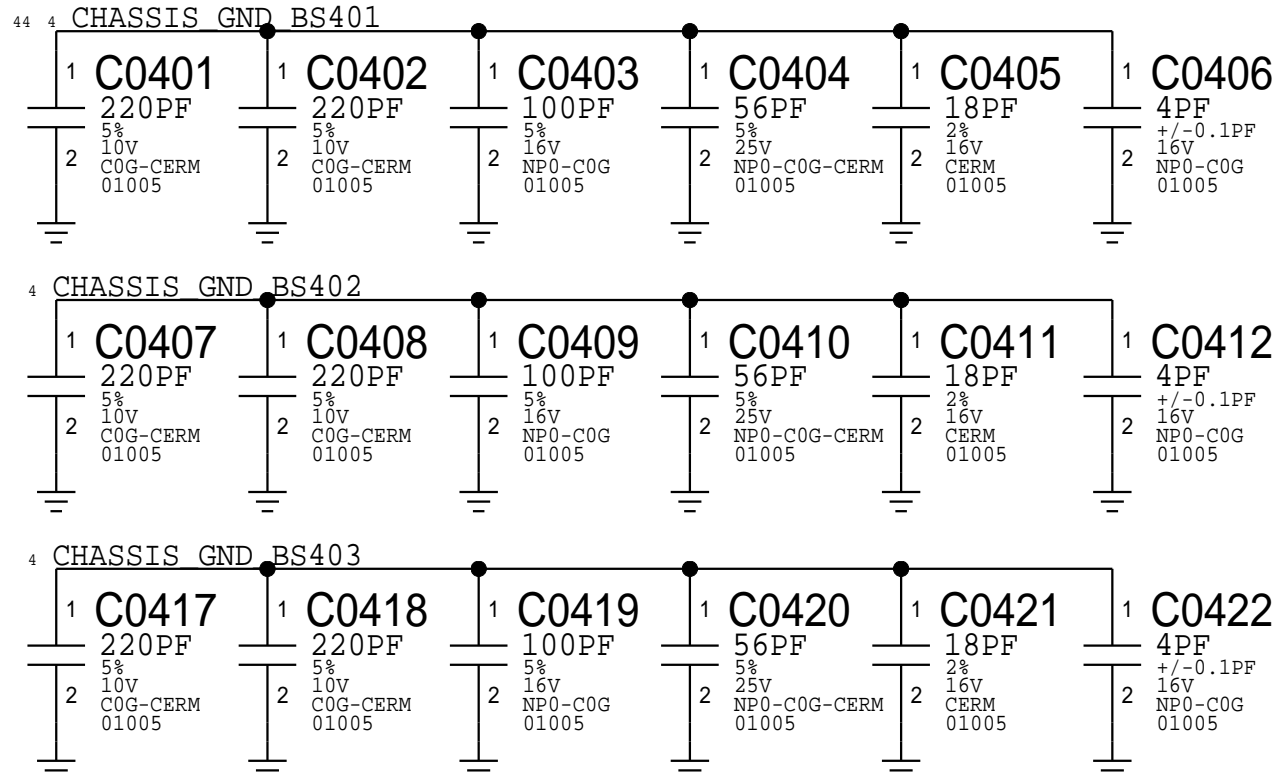 44 4 CHASSIS_GND_BS401
1 C0401 1 C0402 1 C0403 1 C0404 1 C0405 1 C0406
220PF 220PF 100PF 56PF 18PF 4PF
5% 5% 5% 5% 2% +/-0.1PF
10V 10V 16V 25V 16V 16V
2 C0G-CERM 2 C0G-CERM 2 NP0-C0G 2 NP0-C0G-CERM 2 CERM 2 NP0-C0G
01005 01005 01005 01005 01005 01005
4 CHASSIS_GND_BS402
1 C0407 1 C0408 1 C0409 1 C0410 1 C0411 1 C0412
220PF 220PF 100PF 56PF 18PF 4PF
5% 5% 5% 5% 2% +/-0.1PF
10V 10V 16V 25V 16V 16V
2 C0G-CERM 2 C0G-CERM 2 NP0-C0G 2 NP0-C0G-CERM 2 CERM 2 NP0-C0G
01005 01005 01005 01005 01005 01005
4 CHASSIS_GND_BS403
1 C0417 1 C0418 1 C0419 1 C0420 1 C0421 1 C0422
220PF 220PF 100PF 56PF 18PF 4PF
5% 5% 5% 5% 2% +/-0.1PF
10V 10V 16V 25V 16V 16V
2 C0G-CERM 2 C0G-CERM 2 NP0-C0G 2 NP0-C0G-CERM 2 CERM 2 NP0-C0G
01005 01005 01005 01005 01005 01005